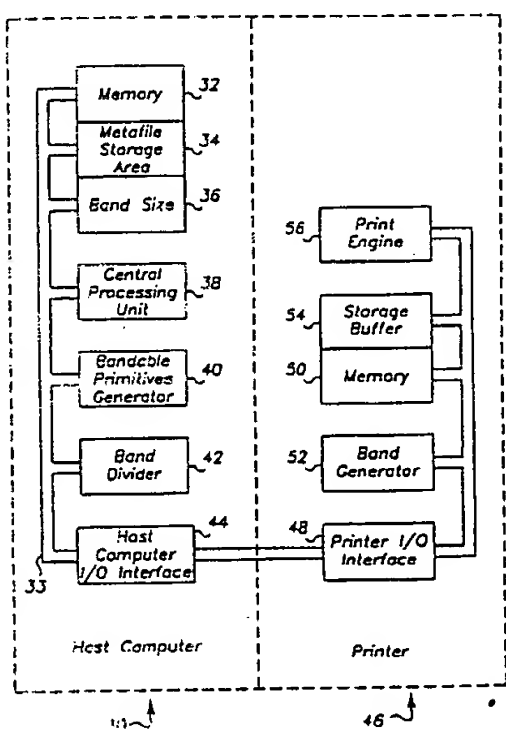 Memory
32
Metafile
Storage
Area
34
Band Size
36
Central
Processing
Unit
38
Bandable
Primitives
Generator
40
Band
Divider
42
Host
Computer
I/O Interface
44
33
Host Computer
56
Print
Engine
54
Storage
Buffer
50
Memory
52
Band
Generator
48
Printer I/O
Interface
Printer
46